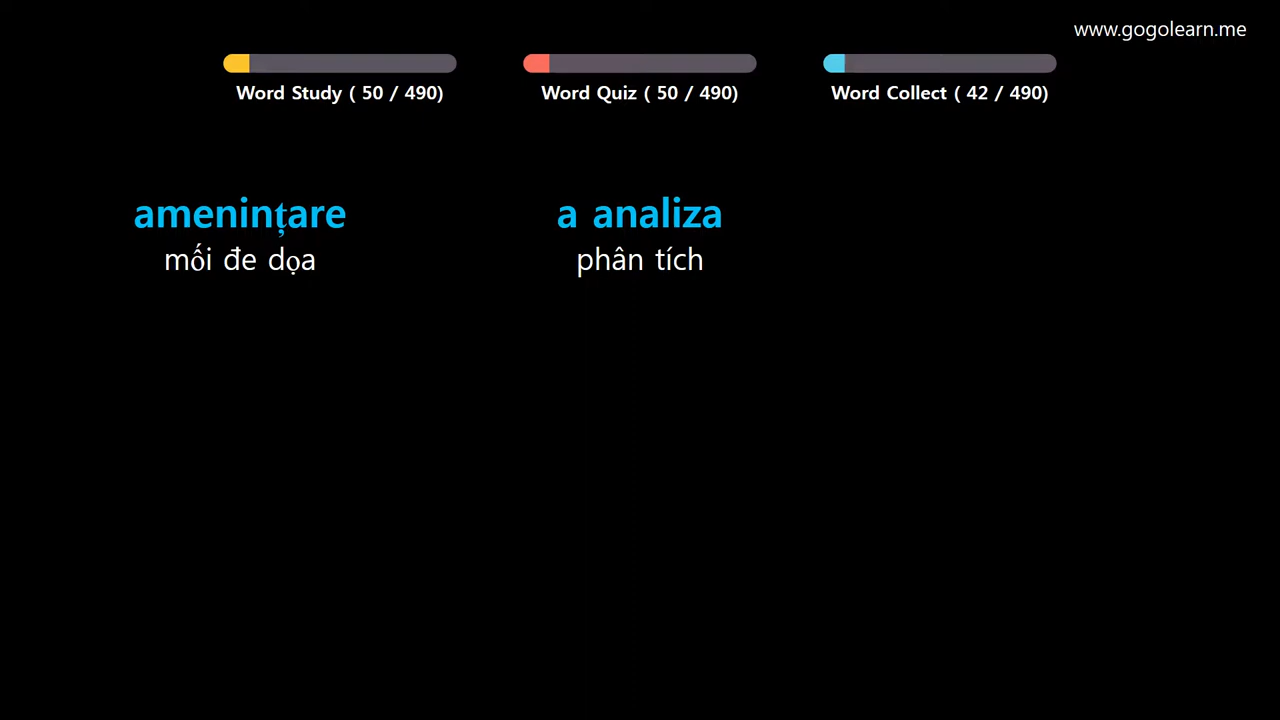 www.gogolearn.me
Word Study ( 50 / 490)
Word Quiz ( 50 / 490)
Word Collect ( 42 / 490)
amenințare
mối đe dọa
a analiza
phân tích